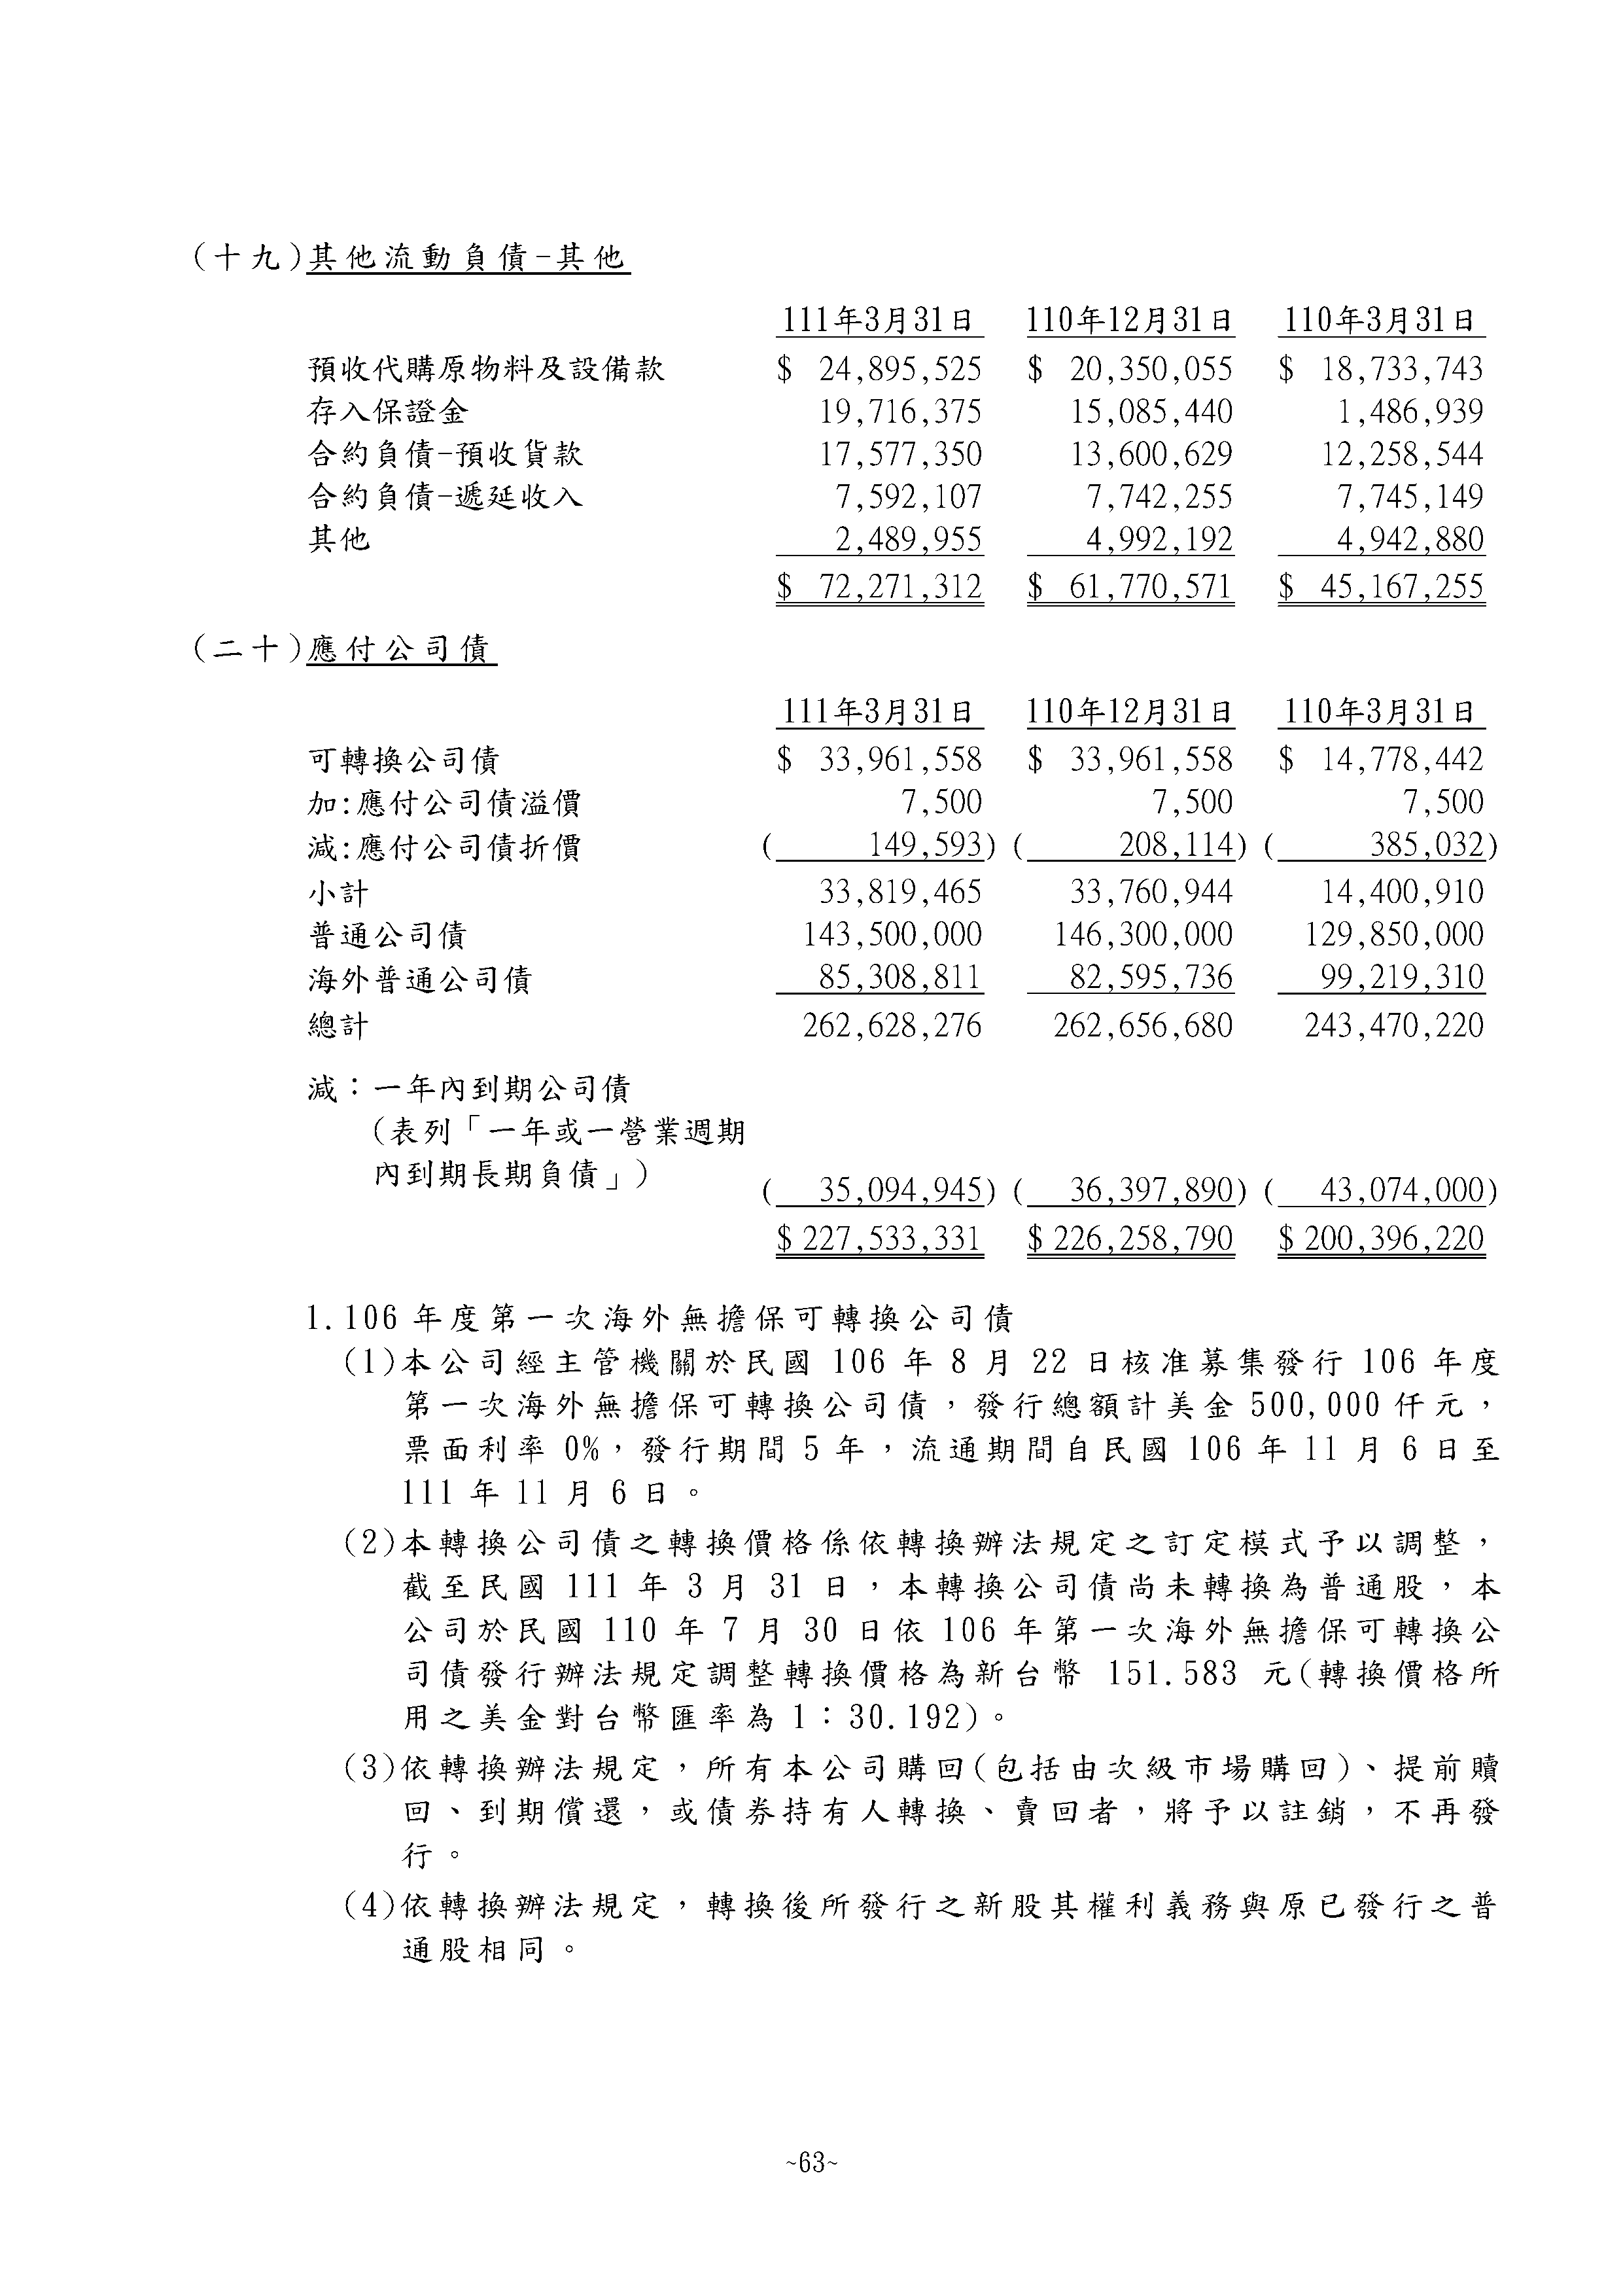 (十九)其他流動負債-其他
111年3月31日 110年12月31日 110年3月31日
預收代購原物料及設備款 $ 24,895,525 $ 20,350,055 $ 18,733,743
存入保證金 19,716,375 15,085,440 1,486,939
合約負債-預收貨款 17,577,350 13,600,629 12,258,544
合約負債-遞延收入 7,592,107 7,742,255 7,745,149
其他 2,489,955 4,992,192 4,942,880
$ 72,271,312 $ 61,770,571 $ 45,167,255
(二十)應付公司債
111年3月31日 110年12月31日 110年3月31日
可轉換公司債 $ 33,961,558 $ 33,961,558 $ 14,778,442
加:應付公司債溢價 7,500 7,500 7,500
減:應付公司債折價 ( 149,593) ( 208,114) ( 385,032)
小計 33,819,465 33,760,944 14,400,910
普通公司債 143,500,000 146,300,000 129,850,000
海外普通公司債 85,308,811 82,595,736 99,219,310
總計 262,628,276 262,656,680 243,470,220
減：一年內到期公司債
(表列「一年或一營業週期
內到期長期負債」) ( 35,094,945) ( 36,397,890) ( 43,074,000)
$ 227,533,331 $ 226,258,790 $ 200,396,220
1.106 年度第一次海外無擔保可轉換公司債
(1)本公司經主管機關於民國 106 年 8 月 22 日核准募集發行 106 年度
第一次海外無擔保可轉換公司債，發行總額計美金 500,000 仟元，
票面利率 0%，發行期間 5 年，流通期間自民國 106 年 11 月 6 日至
111 年 11 月 6 日。
(2)本轉換公司債之轉換價格係依轉換辦法規定之訂定模式予以調整，
截至民國 111 年 3 月 31 日，本轉換公司債尚未轉換為普通股，本
公司於民國 110 年 7 月 30 日依 106 年第一次海外無擔保可轉換公
司債發行辦法規定調整轉換價格為新台幣 151.583 元(轉換價格所
用之美金對台幣匯率為 1：30.192)。
(3)依轉換辦法規定，所有本公司購回(包括由次級市場購回)、提前贖
回、到期償還，或債券持有人轉換、賣回者，將予以註銷，不再發
行。
(4)依轉換辦法規定，轉換後所發行之新股其權利義務與原已發行之普
通股相同。
~63~